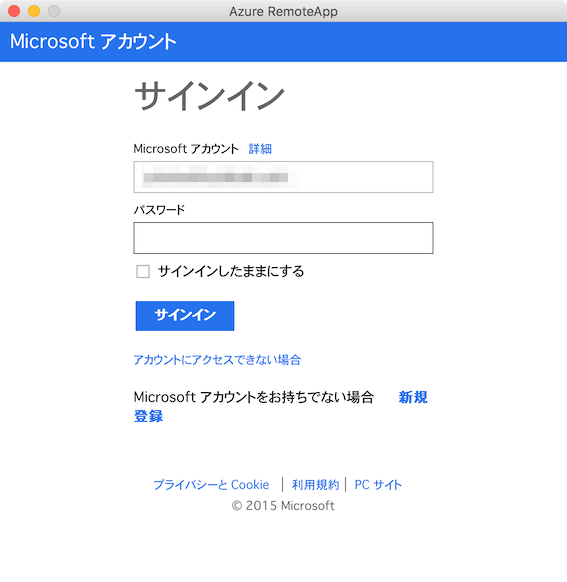 Azure RemoteApp
Microsoft アカウント
サインイン
Microsoft アカウント 詳細
パスワード
サインインしたままにする
サインイン
アカウントにアクセスできない場合
Microsoft アカウントをお持ちでない場合 新規
登録
プライバシーと Cookie | 利用規約 | PC サイト
© 2015 Microsoft